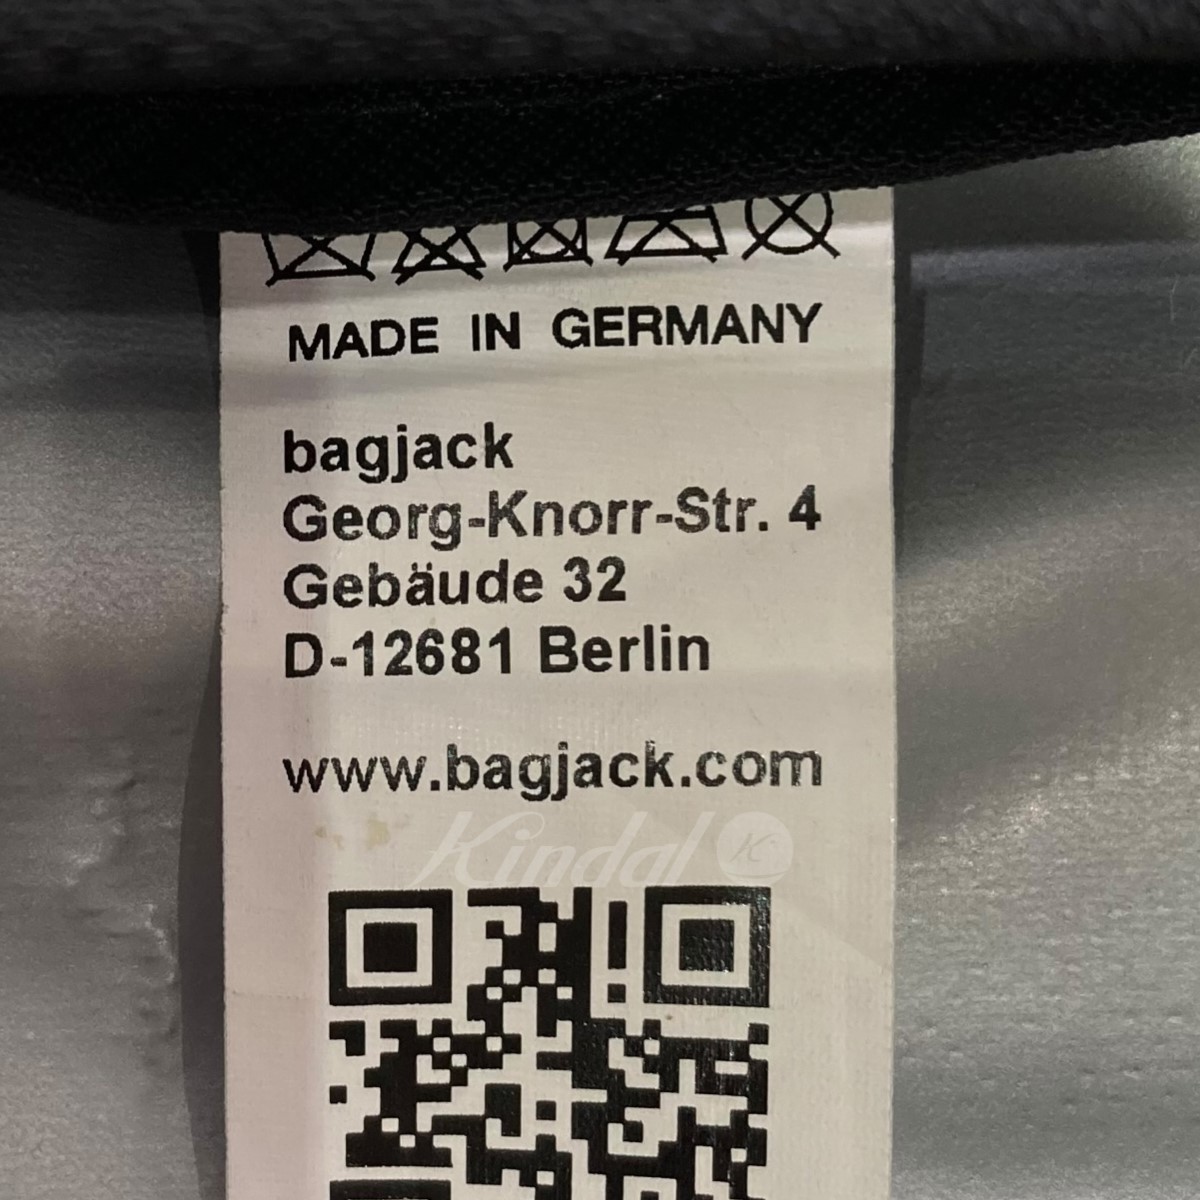 MADE IN GERMANY
bagjack
Georg-Knorr-Str. 4
Gebäude 32
D-12681 Berlin
www.bagjack.com
Kindal K